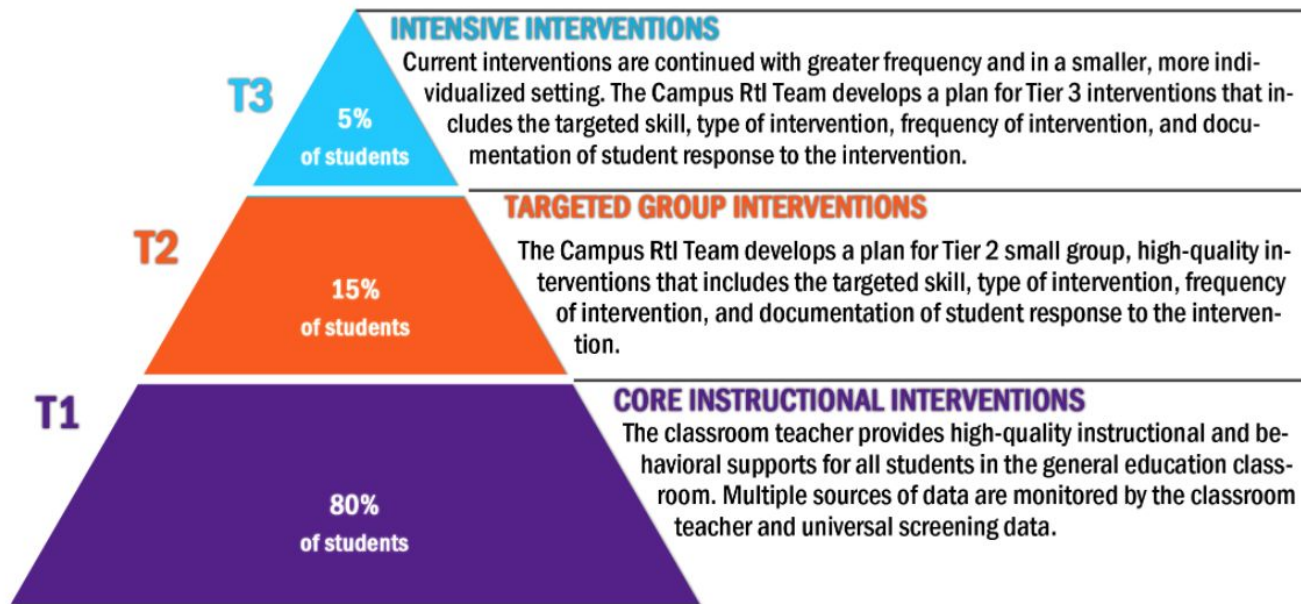 INTENSIVE INTERVENTIONS
Current interventions are continued with greater frequency and in a smaller, more indi-
vidualized setting. The Campus RtI Team develops a plan for Tier 3 interventions that in-
cludes the targeted skill, type of intervention, frequency of intervention, and docu-
mentation of student response to the intervention.
T3
5%
of students
TARGETED GROUP INTERVENTIONS
The Campus RtI Team develops a plan for Tier 2 small group, high-quality in-
terventions that includes the targeted skill, type of intervention, frequency
of intervention, and documentation of student response to the interven-
tion.
T2
15%
of students
CORE INSTRUCTIONAL INTERVENTIONS
The classroom teacher provides high-quality instructional and be-
havioral supports for all students in the general education class-
room. Multiple sources of data are monitored by the classroom
teacher and universal screening data.
T1
80%
of students